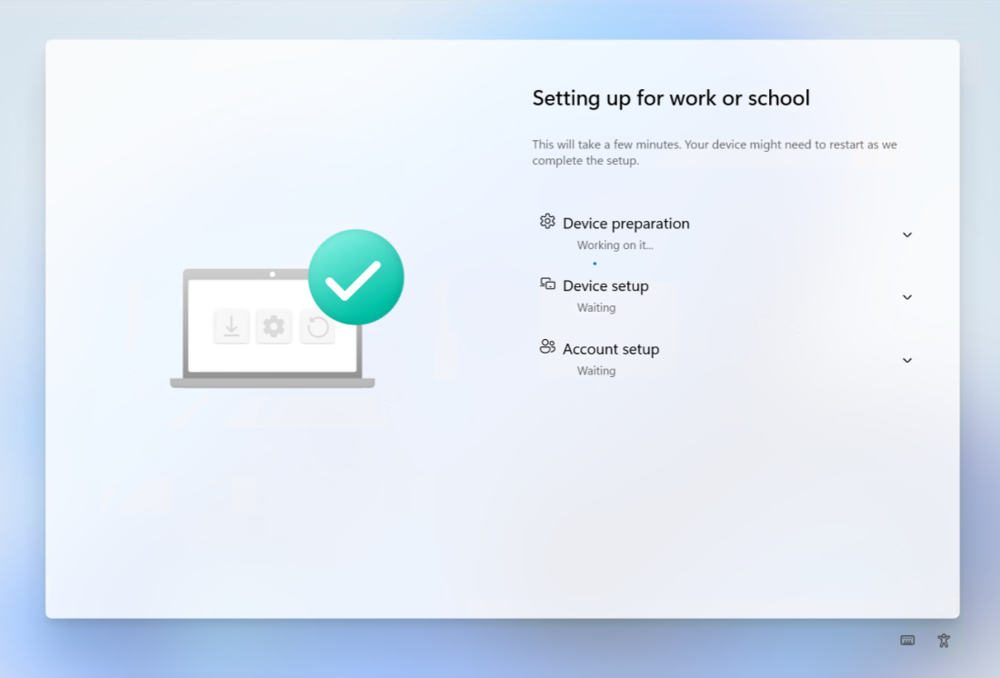 Setting up for work or school
This will take a few minutes. Your device might need to restart as we
complete the setup.
Device preparation
Working on it...
Device setup
Waiting
Account setup
Waiting